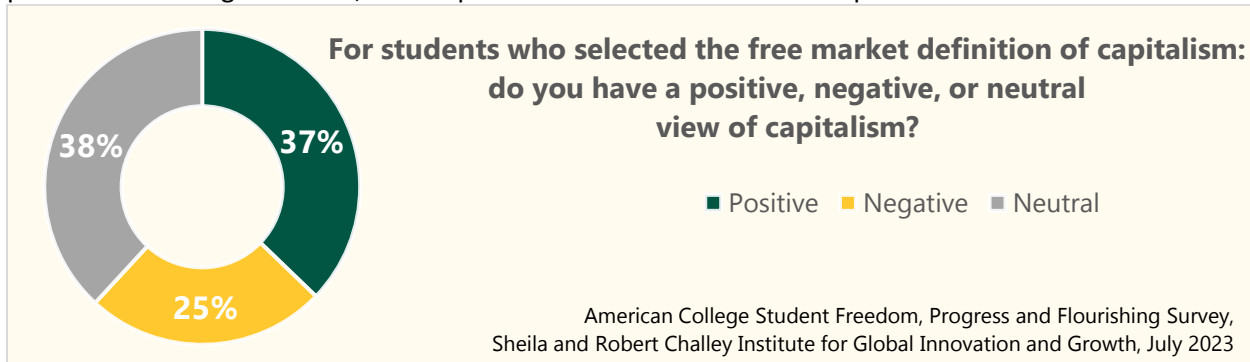 For students who selected the free market definition of capitalism:
do you have a positive, negative, or neutral
view of capitalism?
38%
37%
25%
Positive Negative Neutral
American College Student Freedom, Progress and Flourishing Survey,
Sheila and Robert Challey Institute for Global Innovation and Growth, July 2023